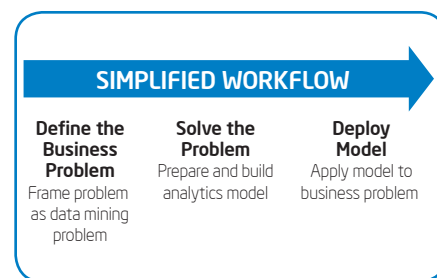 SIMPLIFIED WORKFLOW
Define the
Business
Problem
Frame problem
as data mining
problem
Solve the
Problem
Prepare and build
analytics model
Deploy
Model
Apply model to
business problem